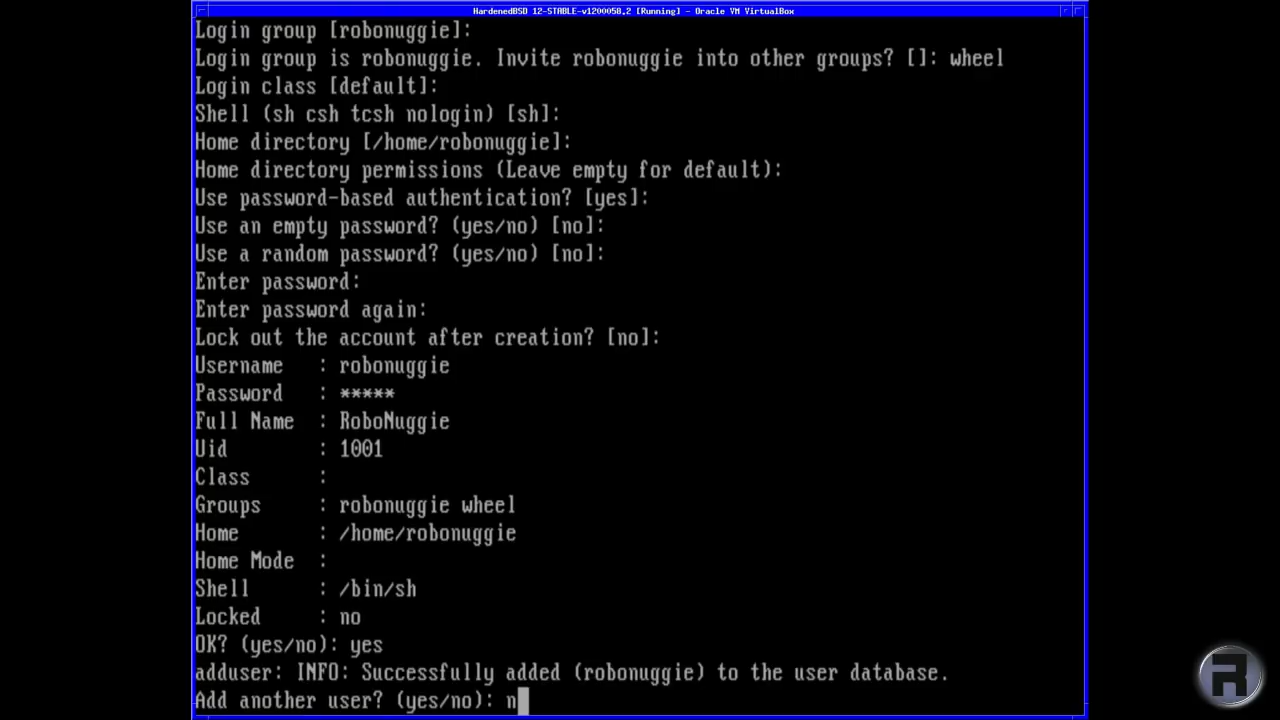 HardenedBSD 12-STABLE-v1200058.2 [Running] - Oracle VM VirtualBox
Login group [robonuggie]:
Login group is robonuggie. Invite robonuggie into other groups? []: wheel
Login class [default]:
Shell (sh csh tcsh nologin) [sh]:
Home directory [/home/robonuggie]:
Home directory permissions (Leave empty for default):
Use password-based authentication? [yes]:
Use an empty password? (yes/no) [no]:
Use a random password? (yes/no) [no]:
Enter password:
Enter password again:
Lock out the account after creation? [no]:
Username : robonuggie
Password : *****
Full Name : RoboNuggie
Uid : 1001
Class :
Groups : robonuggie wheel
Home : /home/robonuggie
Home Mode :
Shell : /bin/sh
Locked : no
OK? (yes/no): yes
adduser: INFO: Successfully added (robonuggie) to the user database.
Add another user? (yes/no): n
R